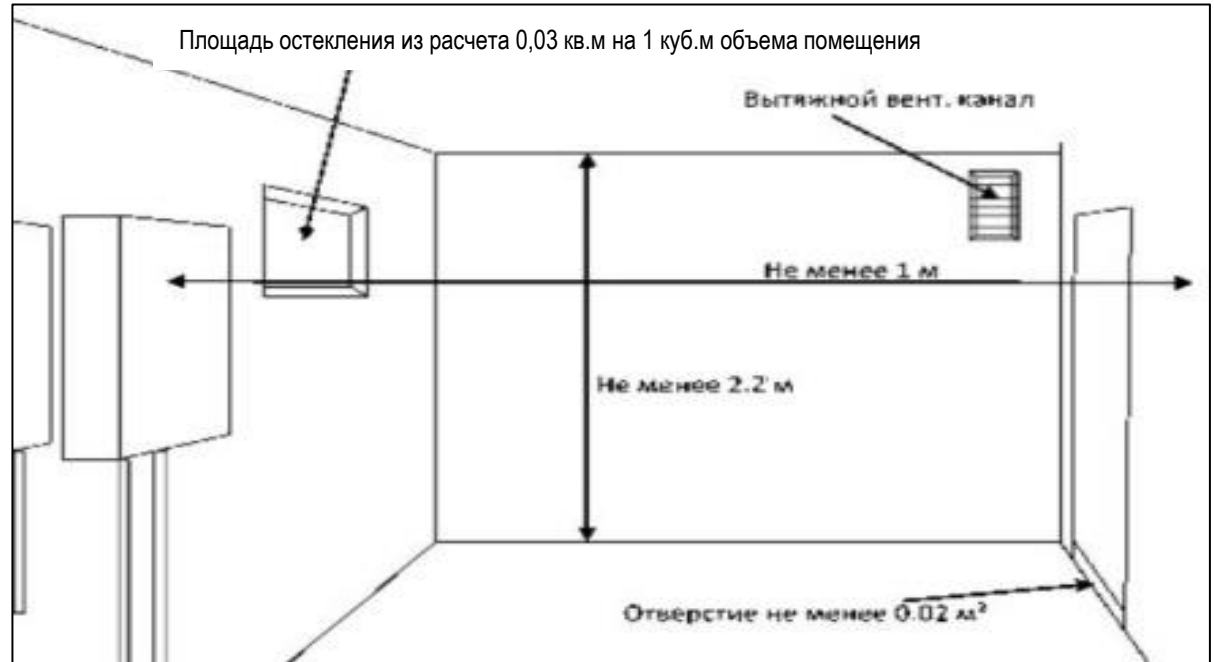 Площадь остекления из расчета 0,03 кв.м на 1 куб.м объема помещения
Вытяжной вент. канал
Не менее 1 м
Не менее 2.2 м
Отверстие не менее 0.02 м²